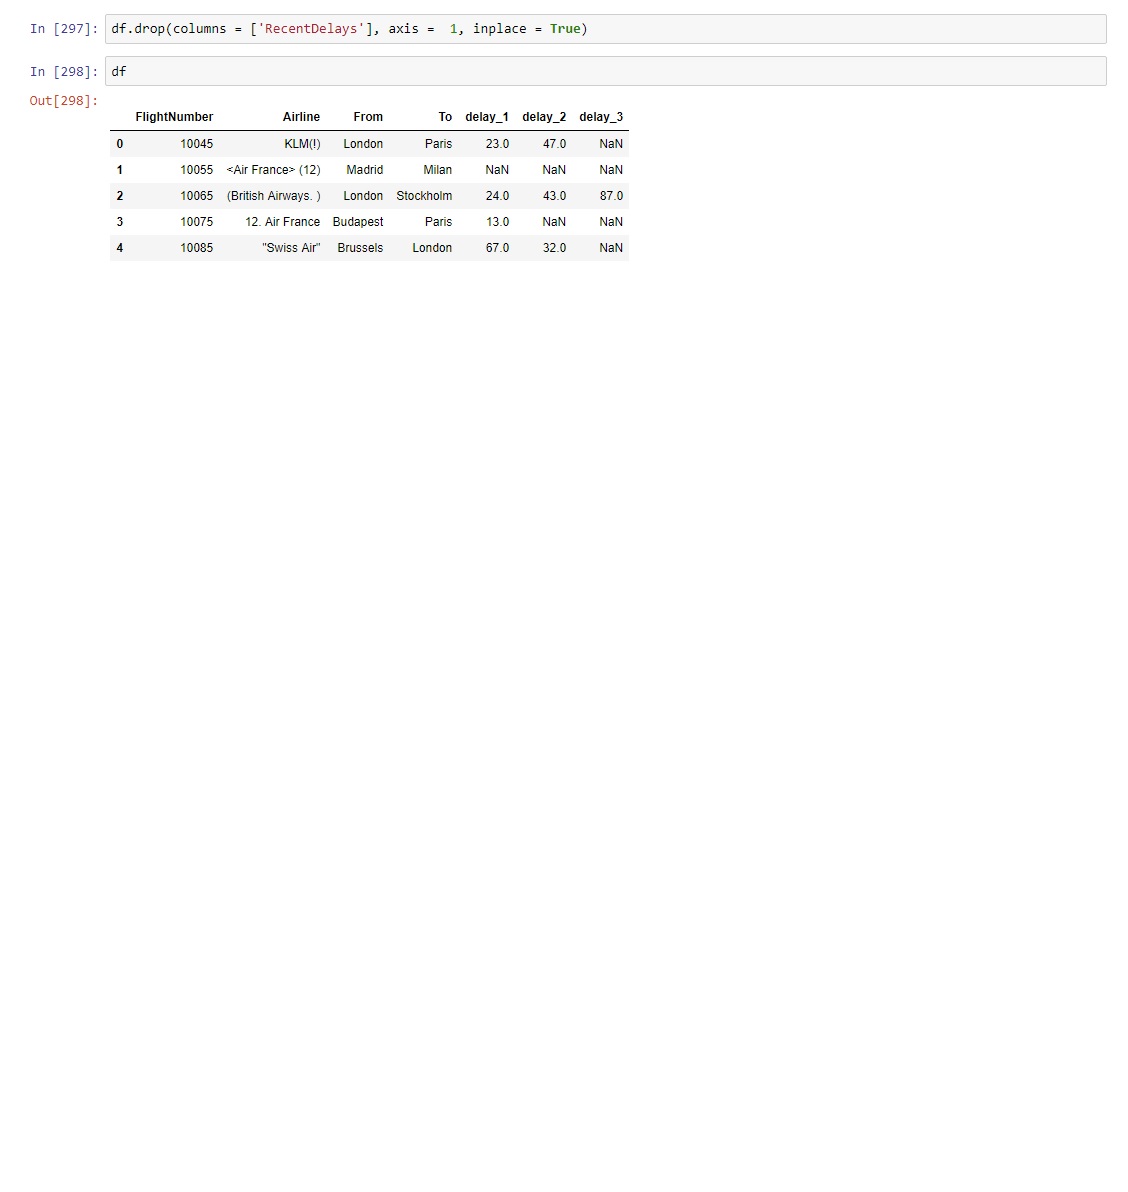 In [297]: df.drop(columns = ['RecentDelays'], axis =  1, inplace = True)
In [298]: df
Out[298]:
FlightNumber Airline From To delay_1 delay_2 delay_3
0 10045 KLM(!) London Paris 23.0 47.0 NaN
1 10055 <Air France> (12) Madrid Milan NaN NaN NaN
2 10065 (British Airways. ) London Stockholm 24.0 43.0 87.0
3 10075 12. Air France Budapest Paris 13.0 NaN NaN
4 10085 "Swiss Air" Brussels London 67.0 32.0 NaN